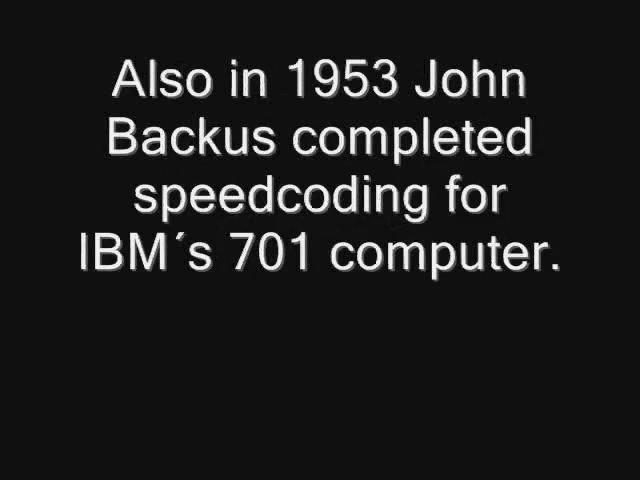 Also in 1953 John
Backus completed
speedcoding for
IBM´s 701 computer.